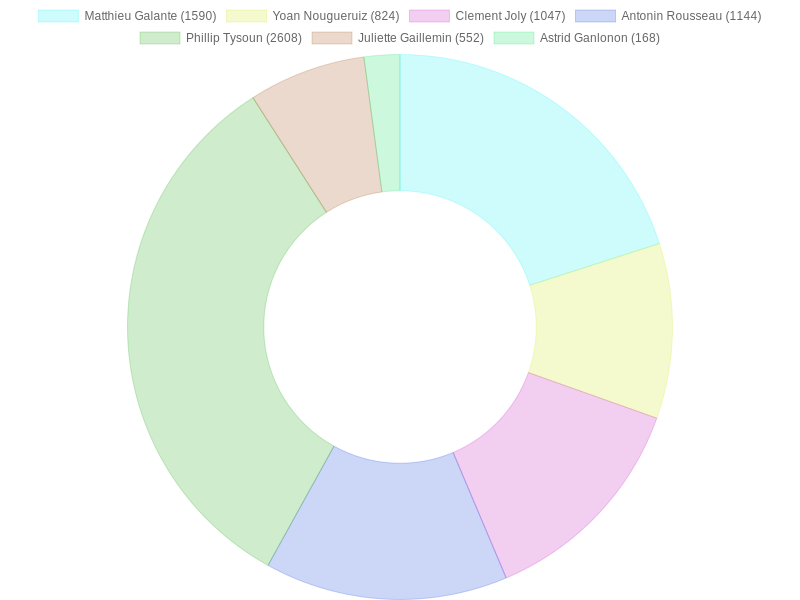 Matthieu Galante (1590) Yoan Nougueruiz (824) Clement Joly (1047) Antonin Rousseau (1144)
Phillip Tysoun (2608) Juliette Gaillemin (552) Astrid Ganlonon (168)